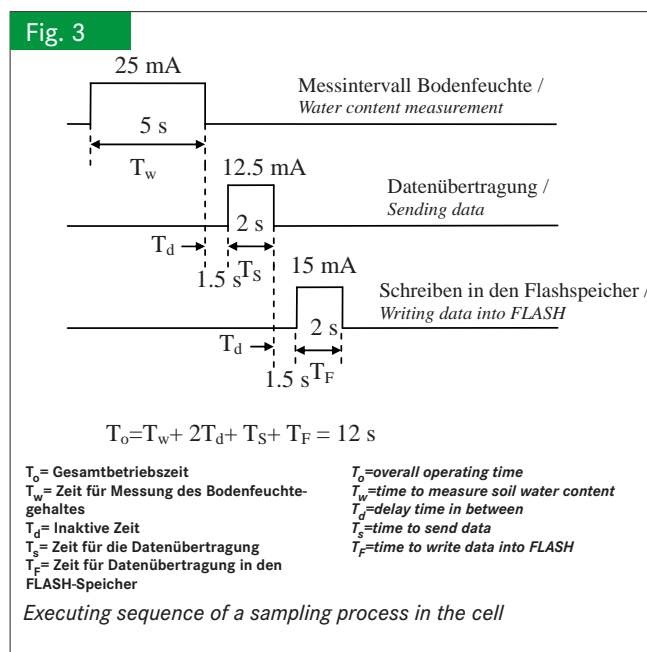 Fig. 3
25 mA
Messintervall Bodenfeuchte /
Water content measurement
5 s
Tw
12.5 mA
Datenübertragung /
Sending data
2 s
Td
1.5 s TS
15 mA
Schreiben in den Flashspeicher /
Writing data into FLASH
2 s
Td
1.5 s TF
To=Tw+ 2Td+ TS+ TF = 12 s
To= Gesamtbetriebszeit
Tw= Zeit für Messung des Bodenfeuchte-
gehaltes
Td= Inaktive Zeit
Ts= Zeit für die Datenübertragung
TF= Zeit für Datenübertragung in den
FLASH-Speicher
To=overall operating time
Tw=time to measure soil water content
Td=delay time in between
Ts=time to send data
TF=time to write data into FLASH
Executing sequence of a sampling process in the cell